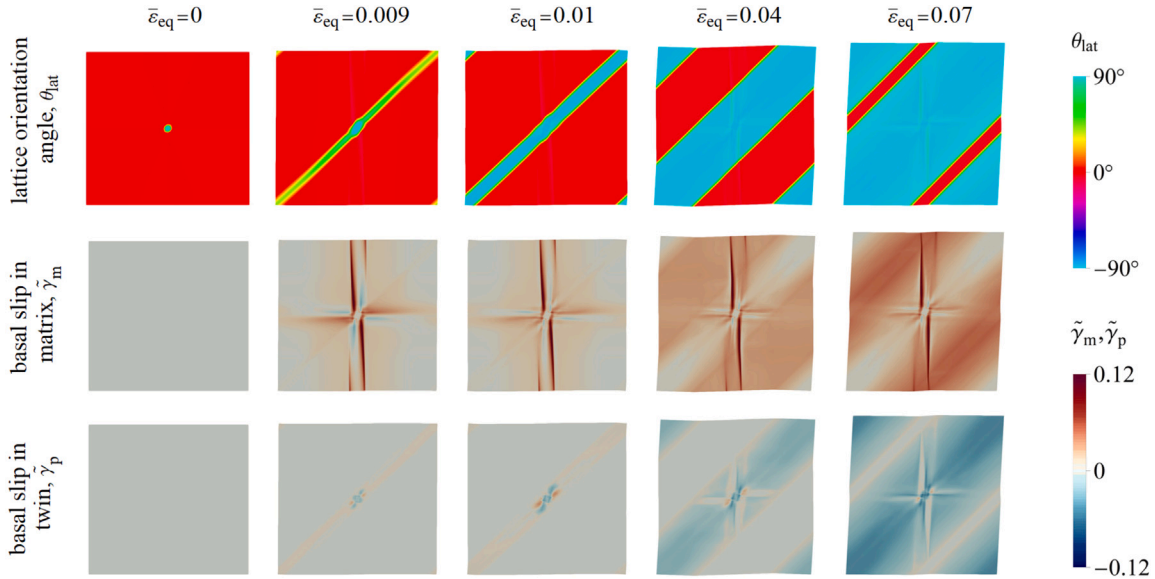 ε̅eq=0 ε̅eq=0.009 ε̅eq=0.01 ε̅eq=0.04 ε̅eq=0.07
lattice orientation
angle, θlat
θlat
90°
0°
−90°
basal slip in
matrix, γ̃m
basal slip in
twin, γ̃p
γ̃m, γ̃p
0.12
0
−0.12